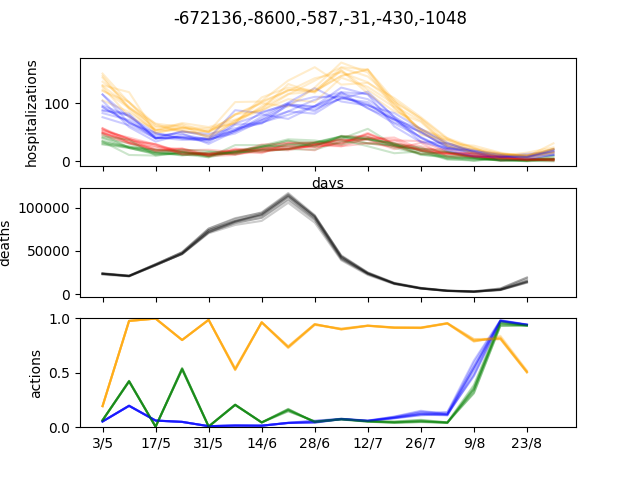 -672136,-8600,-587,-31,-430,-1048
hospitalizations
100
0
days
deaths
100000
50000
0
actions
1.0
0.5
0.0
3/5 17/5 31/5 14/6 28/6 12/7 26/7 9/8 23/8